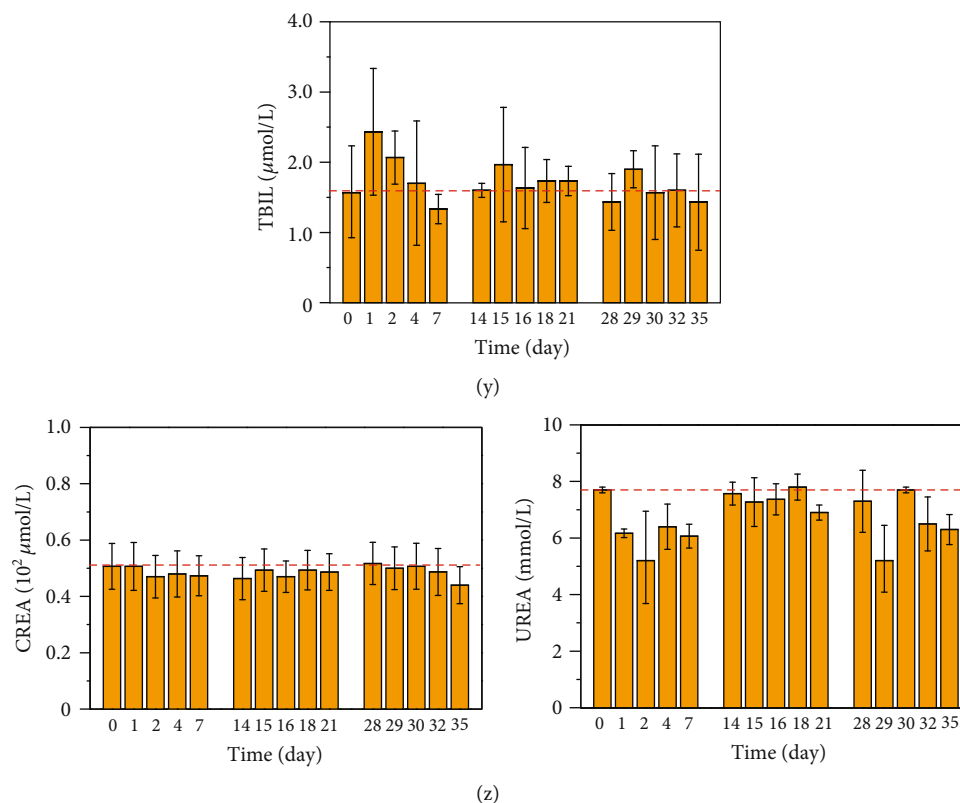 4.0
3.0
2.0
1.0
0
TBIL (μmol/L)
0 1 2 4 7 14 15 16 18 21 28 29 30 32 35
Time (day)
(y)
1.0
0.8
0.6
0.4
0.2
0
CREA (10² μmol/L)
0 1 2 4 7 14 15 16 18 21 28 29 30 32 35
Time (day)
10
8
6
4
2
0
UREA (mmol/L)
0 1 2 4 7 14 15 16 18 21 28 29 30 32 35
Time (day)
(z)